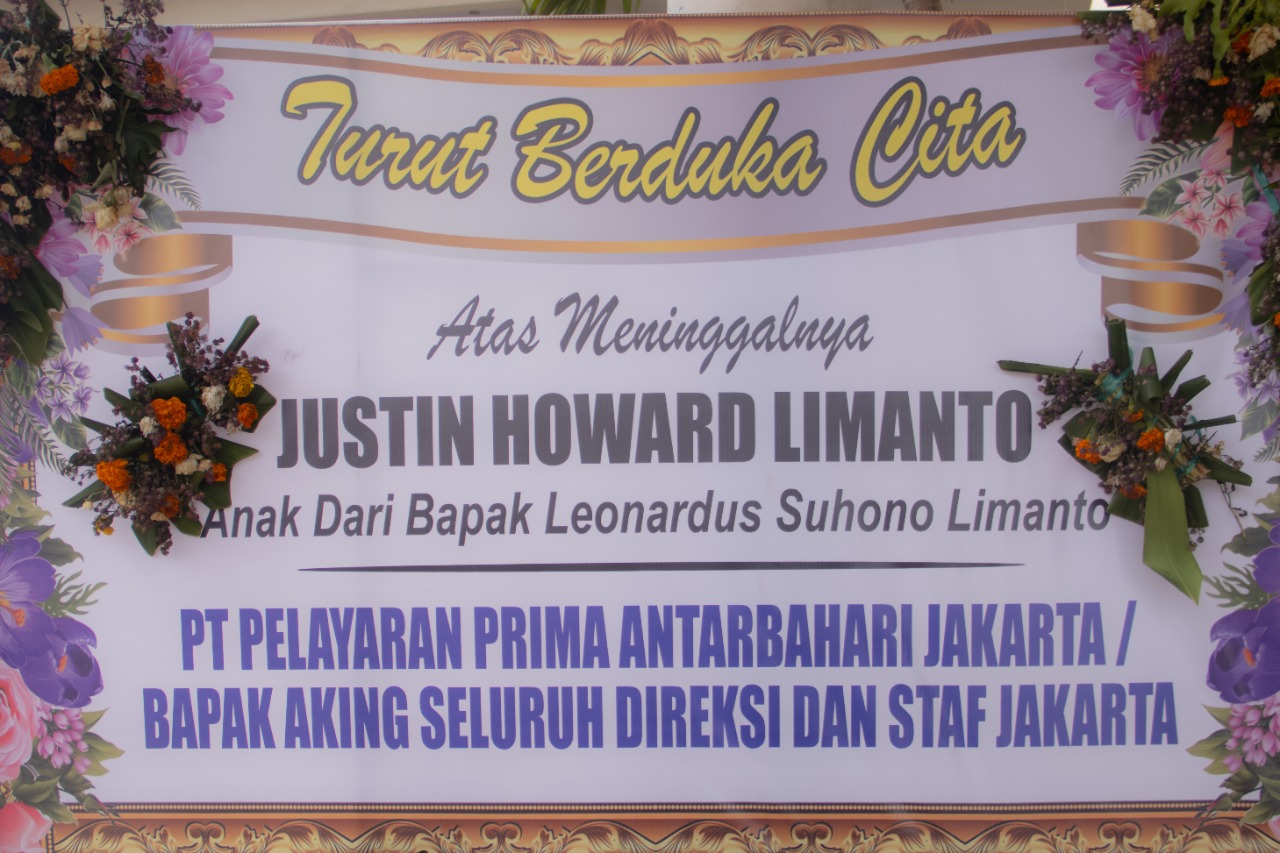 Turut Berduka Cita
Atas Meninggalnya
JUSTIN HOWARD LIMANTO
Anak Dari Bapak Leonardus Suhono Limanto
PT PELAYARAN PRIMA ANTARBAHARI JAKARTA /
BAPAK AKING SELURUH DIREKSI DAN STAF JAKARTA